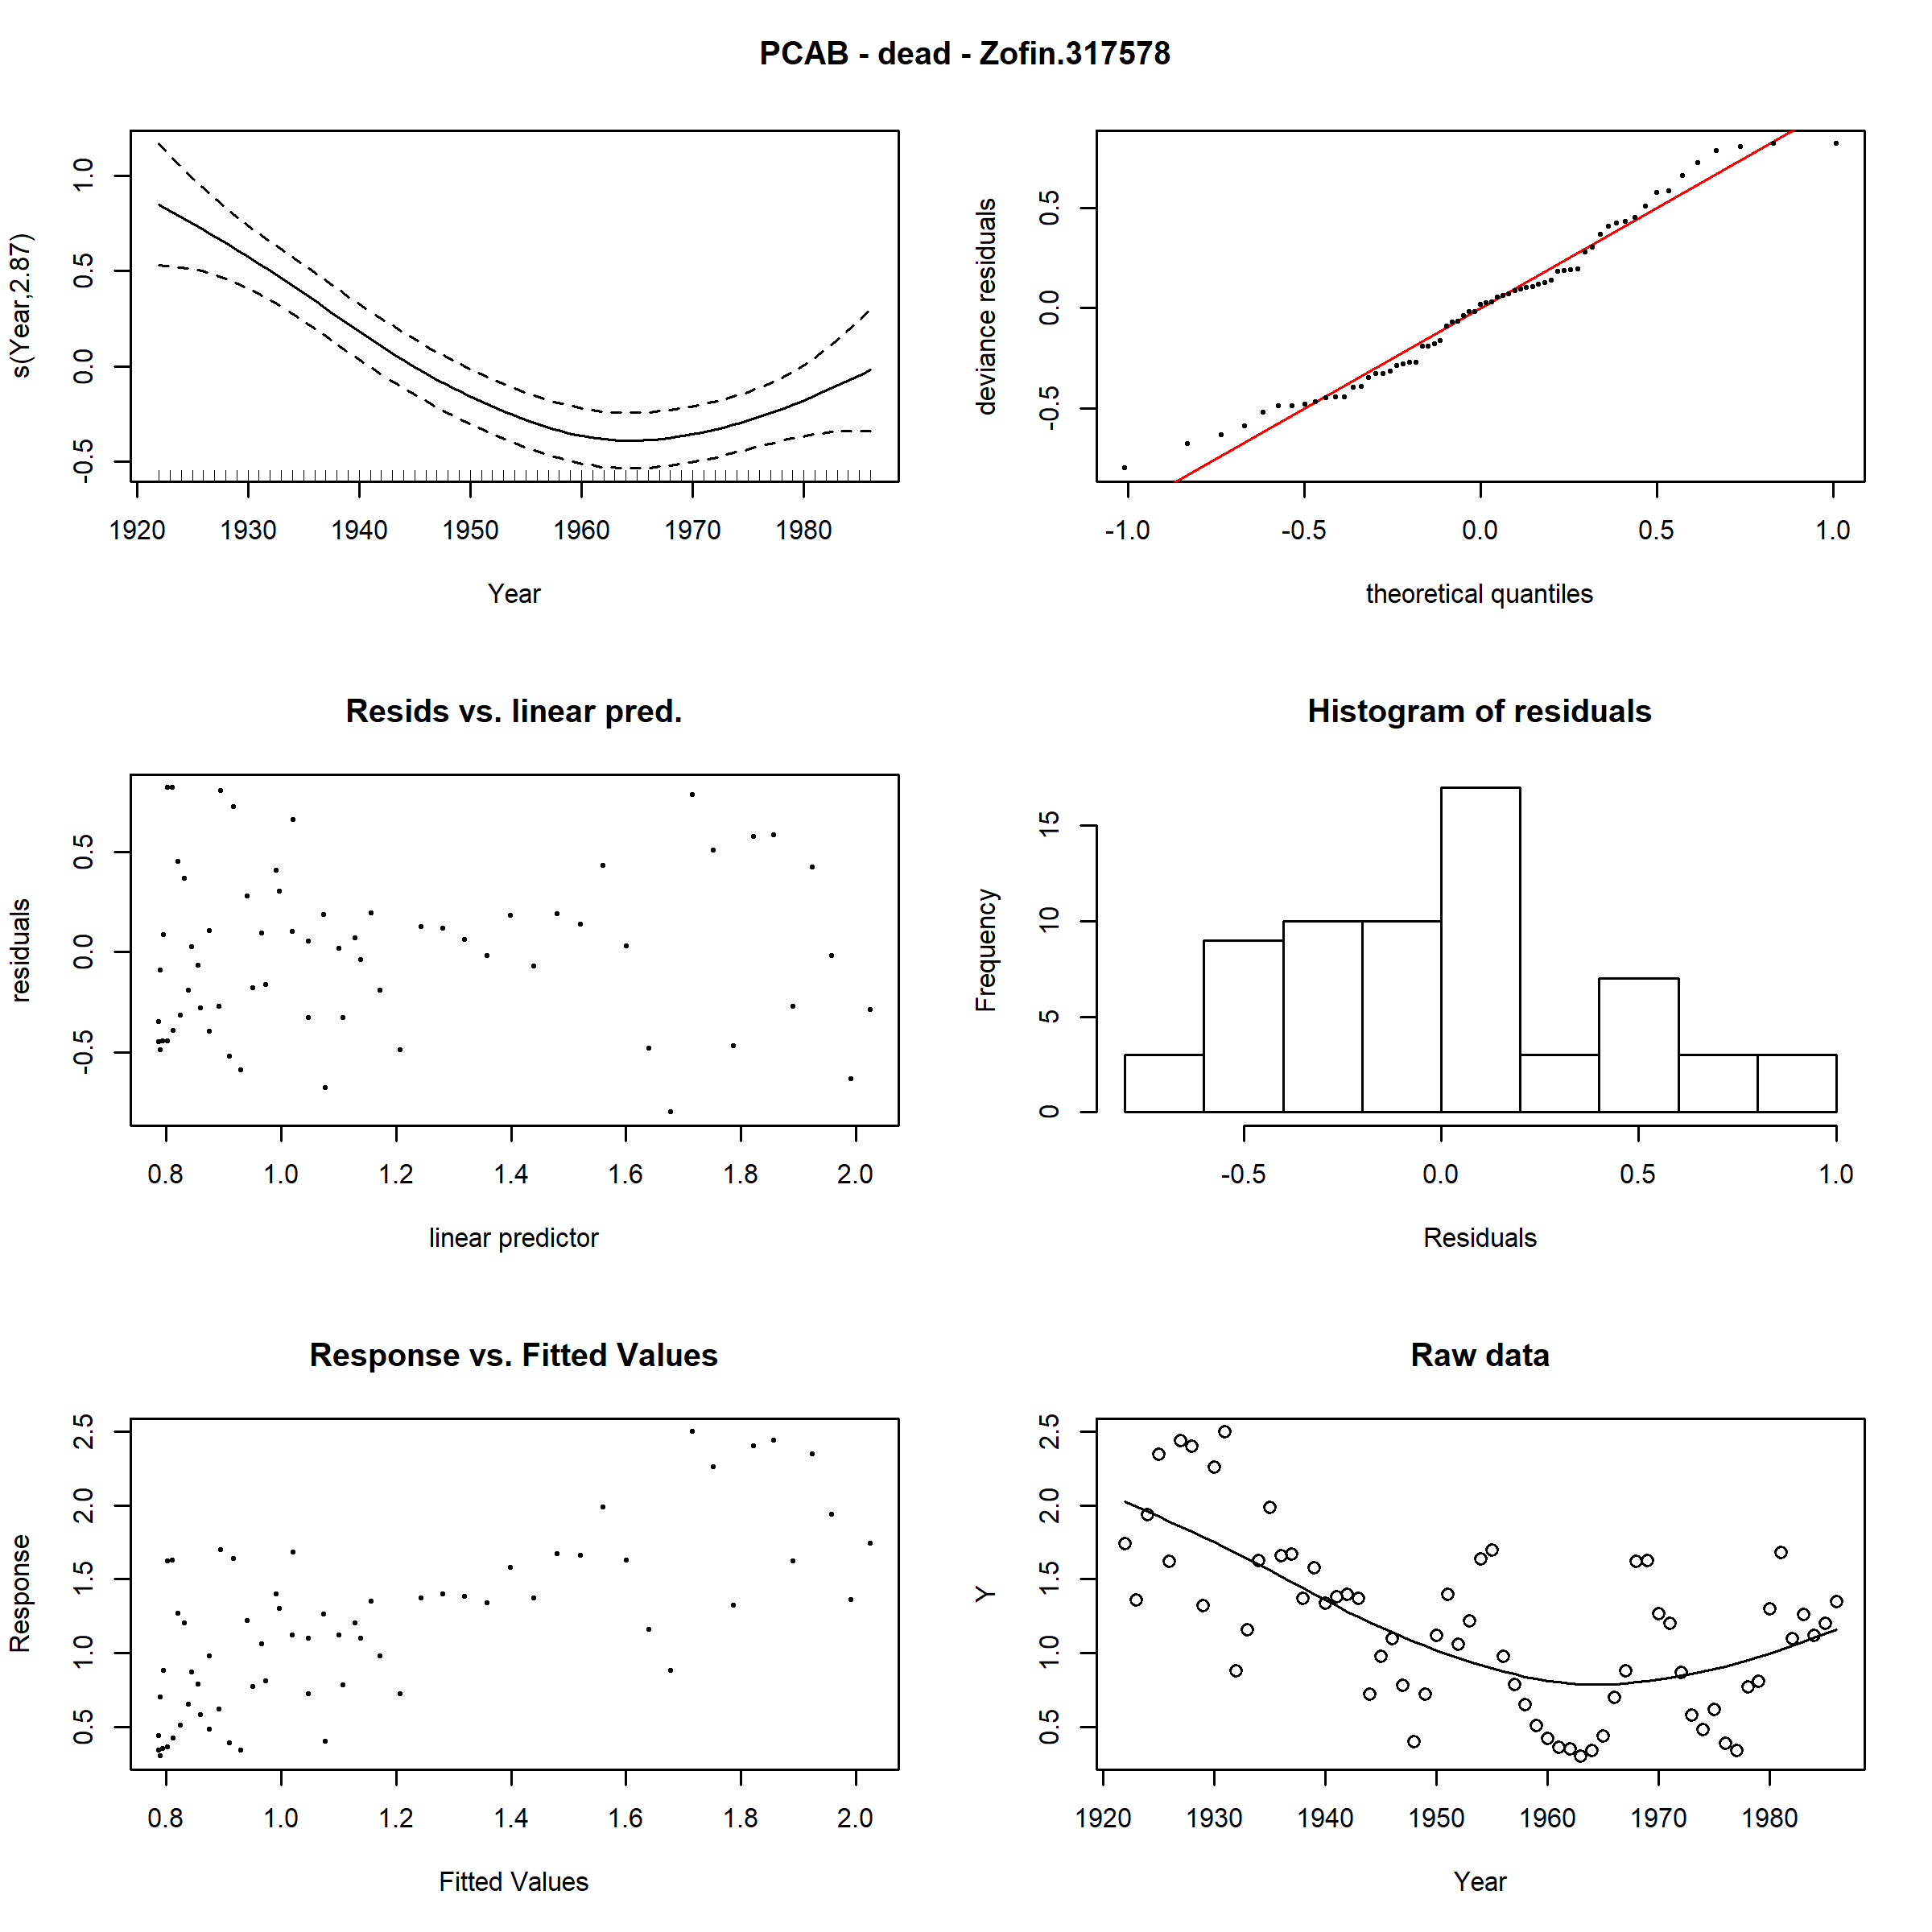 PCAB - dead - Zofin.317578
s(Year,2.87)
-0.5 0.0 0.5 1.0
1920 1930 1940 1950 1960 1970 1980
Year
deviance residuals
-0.5 0.0 0.5
-1.0 -0.5 0.0 0.5 1.0
theoretical quantiles
Resids vs. linear pred.
residuals
-0.5 0.0 0.5
0.8 1.0 1.2 1.4 1.6 1.8 2.0
linear predictor
Histogram of residuals
Frequency
0 5 10 15
-0.5 0.0 0.5 1.0
Residuals
Response vs. Fitted Values
Response
0.5 1.0 1.5 2.0 2.5
0.8 1.0 1.2 1.4 1.6 1.8 2.0
Fitted Values
Raw data
Y
0.5 1.0 1.5 2.0 2.5
1920 1930 1940 1950 1960 1970 1980
Year